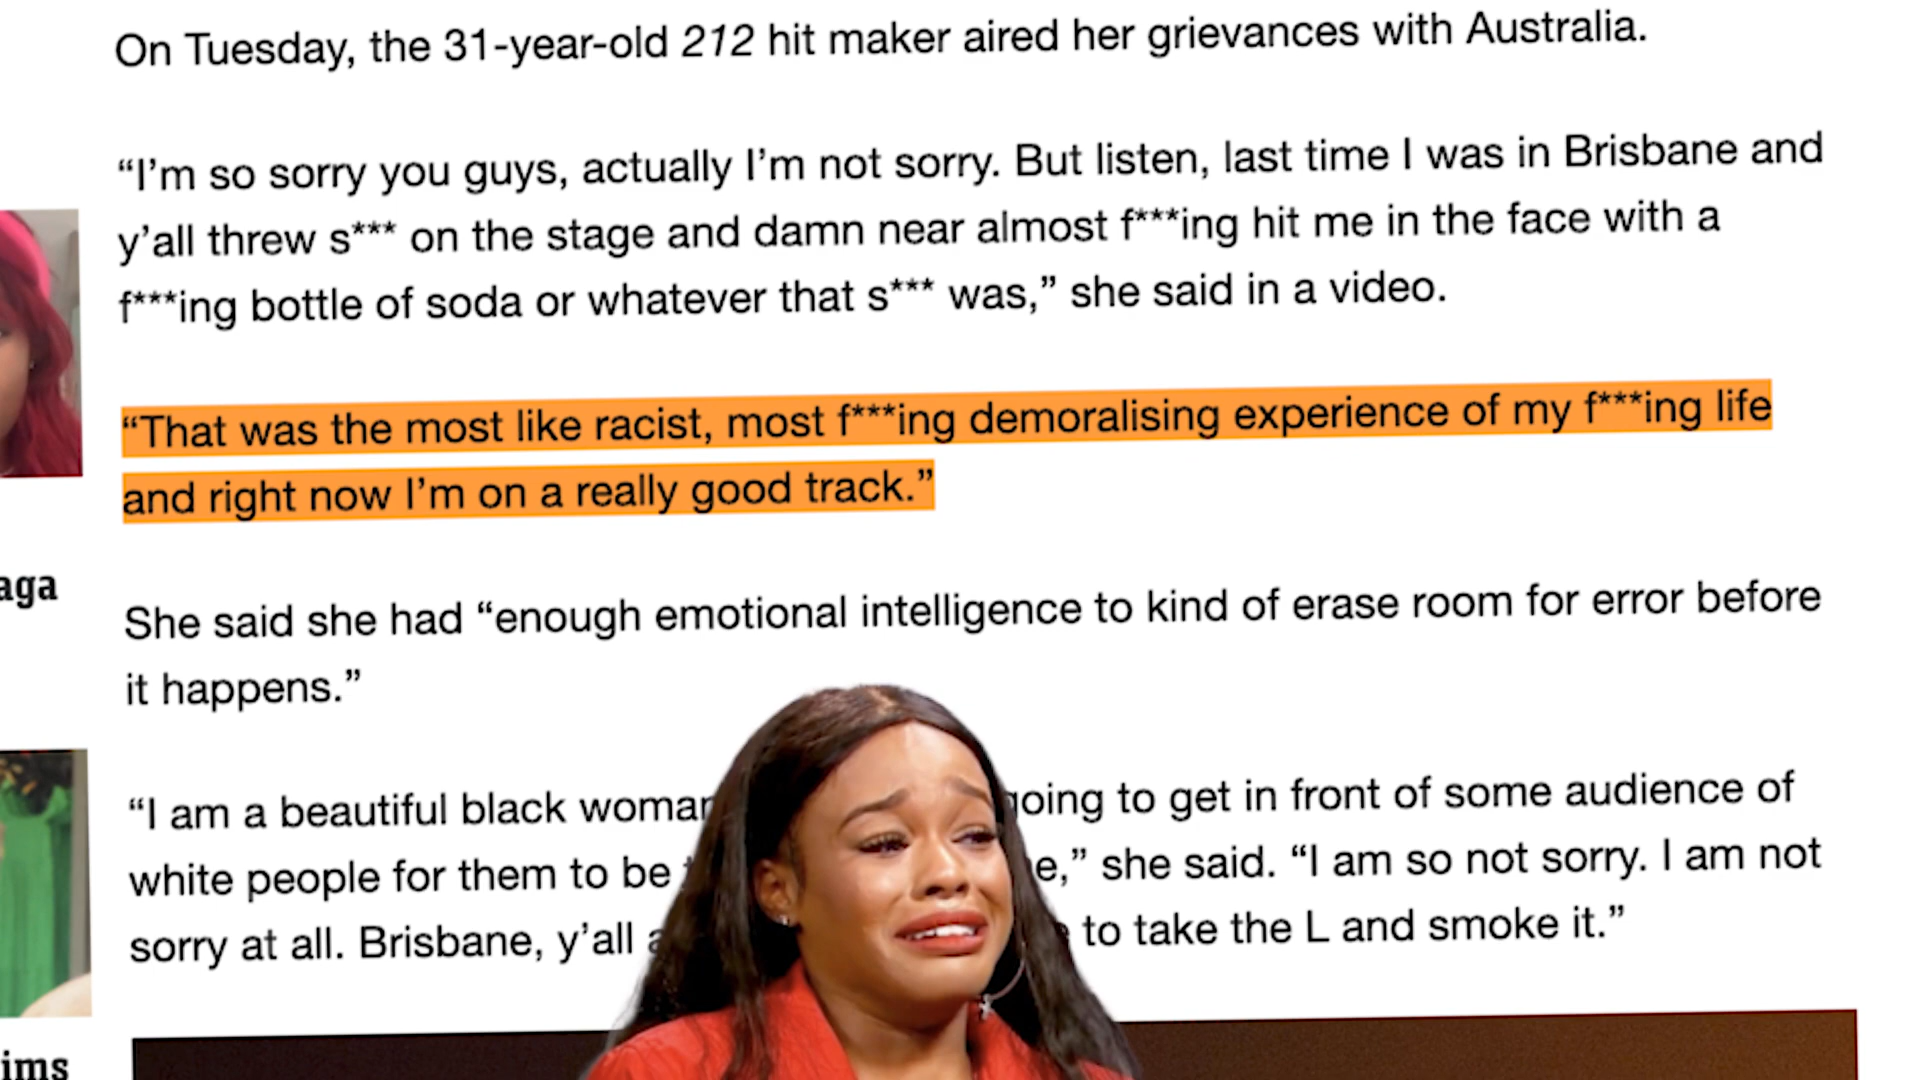 On Tuesday, the 31-year-old 212 hit maker aired her grievances with Australia.
“I’m so sorry you guys, actually I’m not sorry. But listen, last time I was in Brisbane and
y’all threw s*** on the stage and damn near almost f***ing hit me in the face with a
f***ing bottle of soda or whatever that s*** was,” she said in a video.
“That was the most like racist, most f***ing demoralising experience of my f***ing life
and right now I’m on a really good track.”
aga
She said she had “enough emotional intelligence to kind of erase room for error before
it happens.”
“I am a beautiful black woman going to get in front of some audience of
white people for them to be e,” she said. “I am so not sorry. I am not
sorry at all. Brisbane, y’all to take the L and smoke it.”
ims